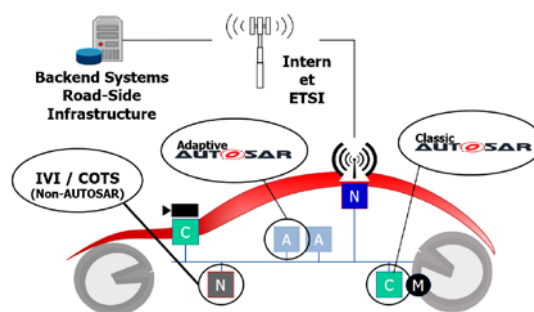 Backend Systems
Road-Side
Infrastructure
Intern
et
ETSI
Adaptive
AUTOSAR
Classic
AUTOSAR
IVI / COTS
(Non-AUTOSAR)
N
C
A
A
N
C
M